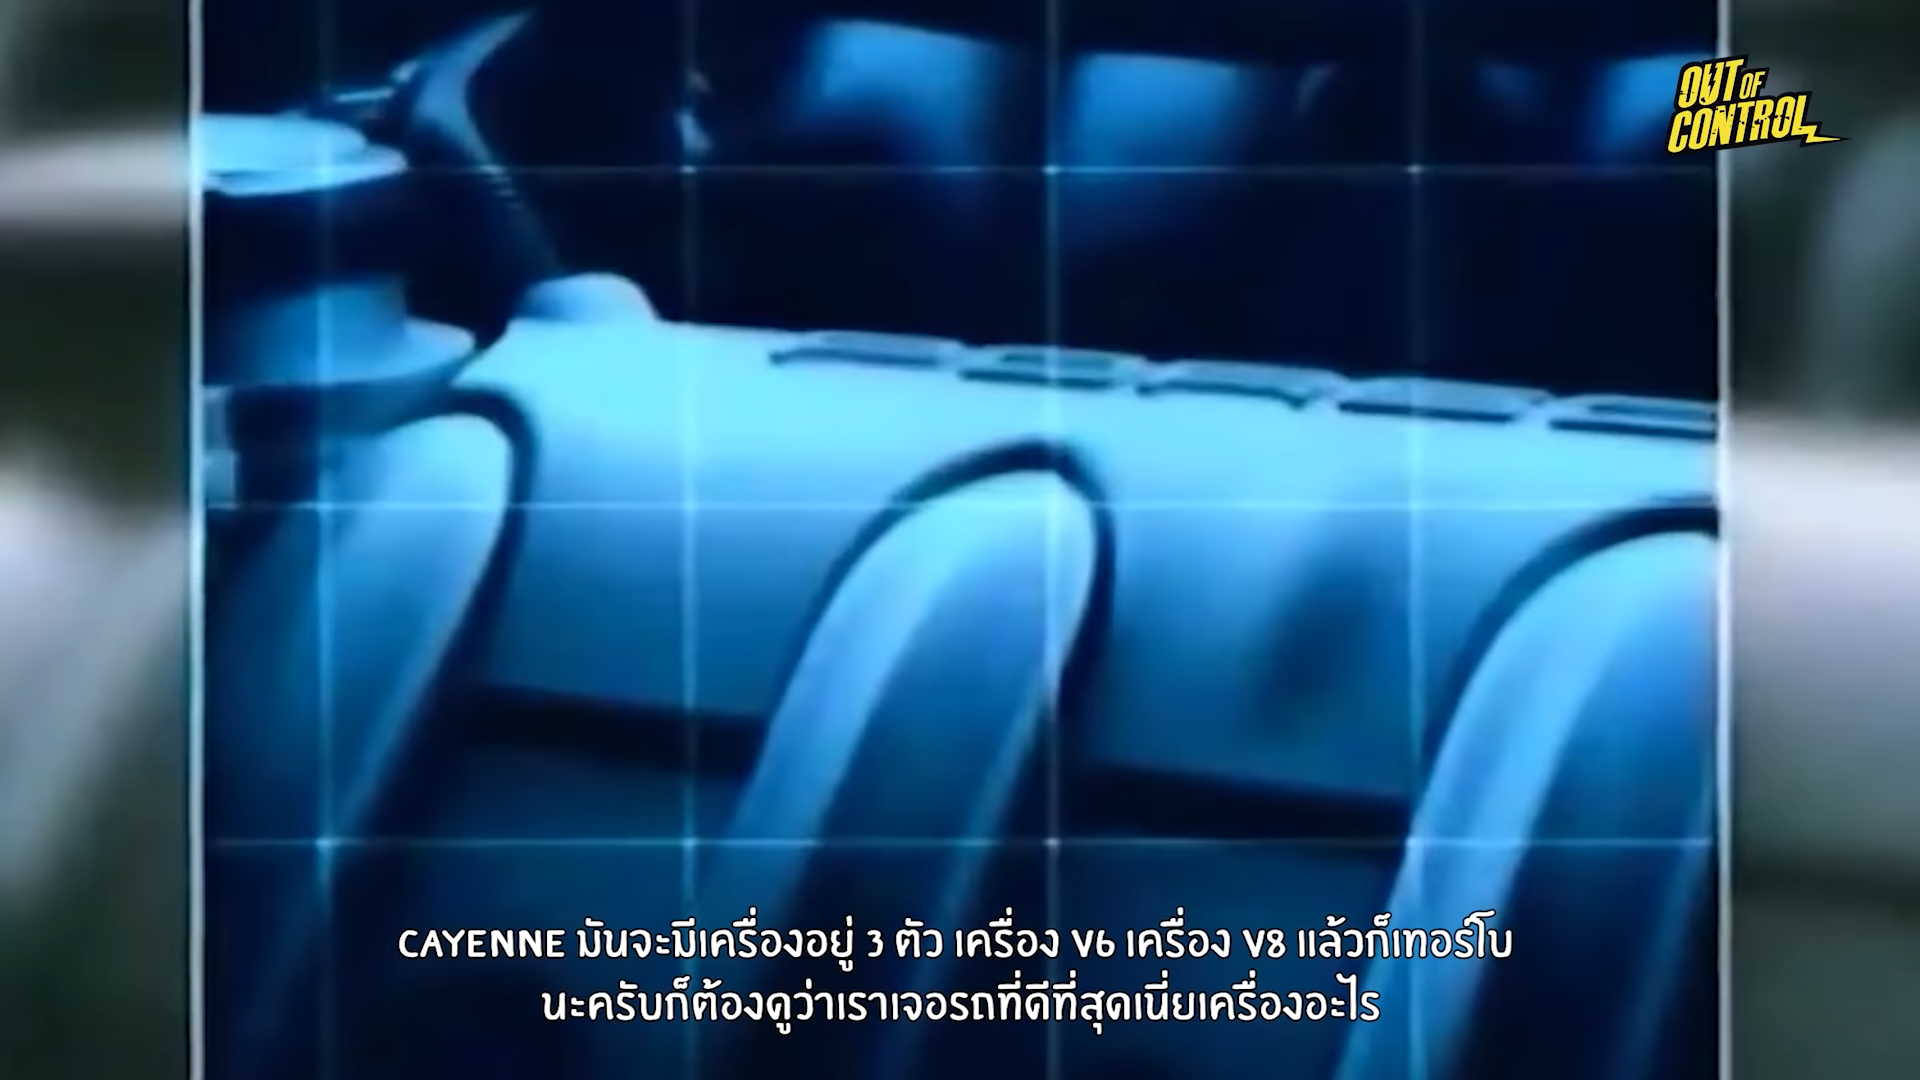 OUT OF
CONTROL
CAYENNE มันจะมีเครื่องอยู่ 3 ตัว เครื่อง V6 เครื่อง V8 แล้วก็เทอร์โบ
นะครับก็ต้องดูว่าเราเจอรถที่ดีที่สุดเนี่ยเครื่องอะไร